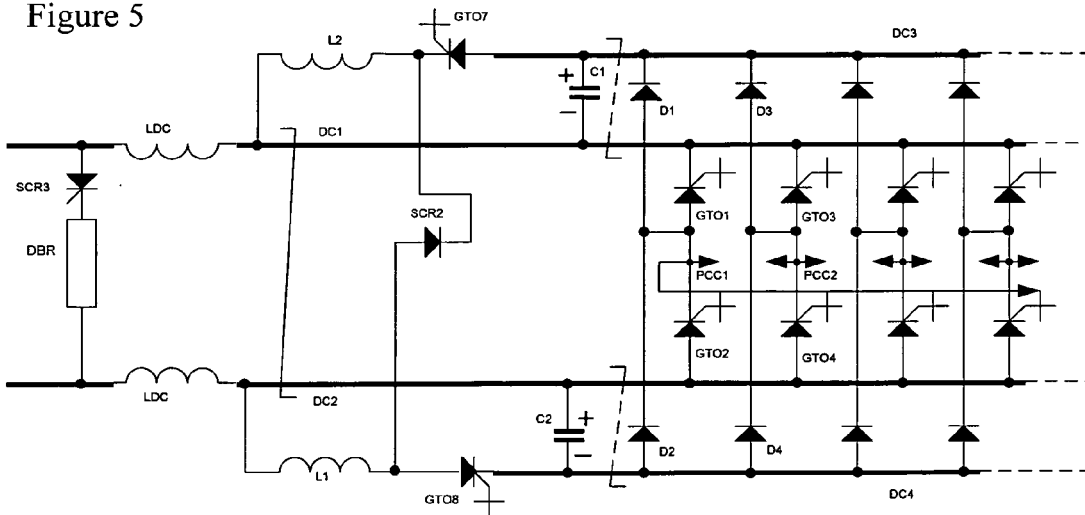 Figure 5
GTO7
L2
DC3
+
C1
D1
D3
−
LDC
DC1
SCR3
GTO1
GTO3
SCR2
DBR
PCC1
PCC2
GTO2
GTO4
LDC
DC2
C2
+
−
D2
D4
L1
GTO8
DC4